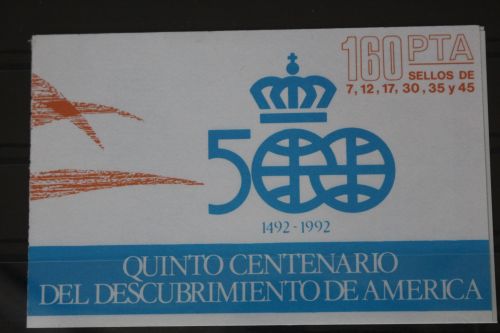 160 PTA
SELLOS DE
7, 12, 17, 30, 35 y 45
500
1492 - 1992
QUINTO CENTENARIO
DEL DESCUBRIMIENTO DE AMERICA